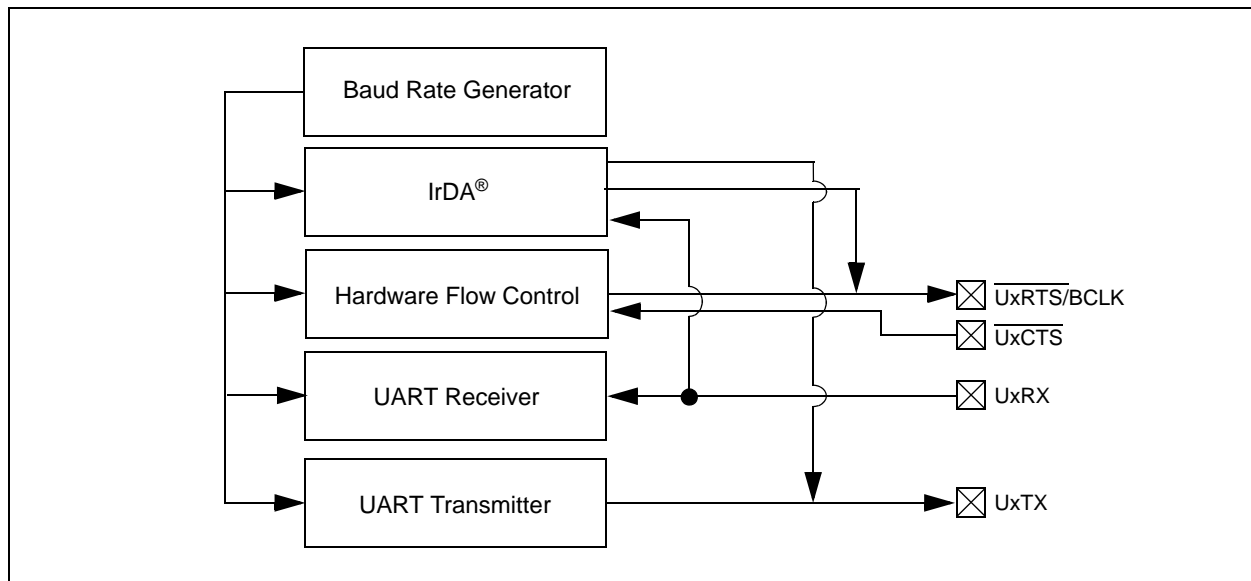 Baud Rate Generator
IrDA®
Hardware Flow Control
UxRTS/BCLK
UxCTS
UART Receiver
UxRX
UART Transmitter
UxTX